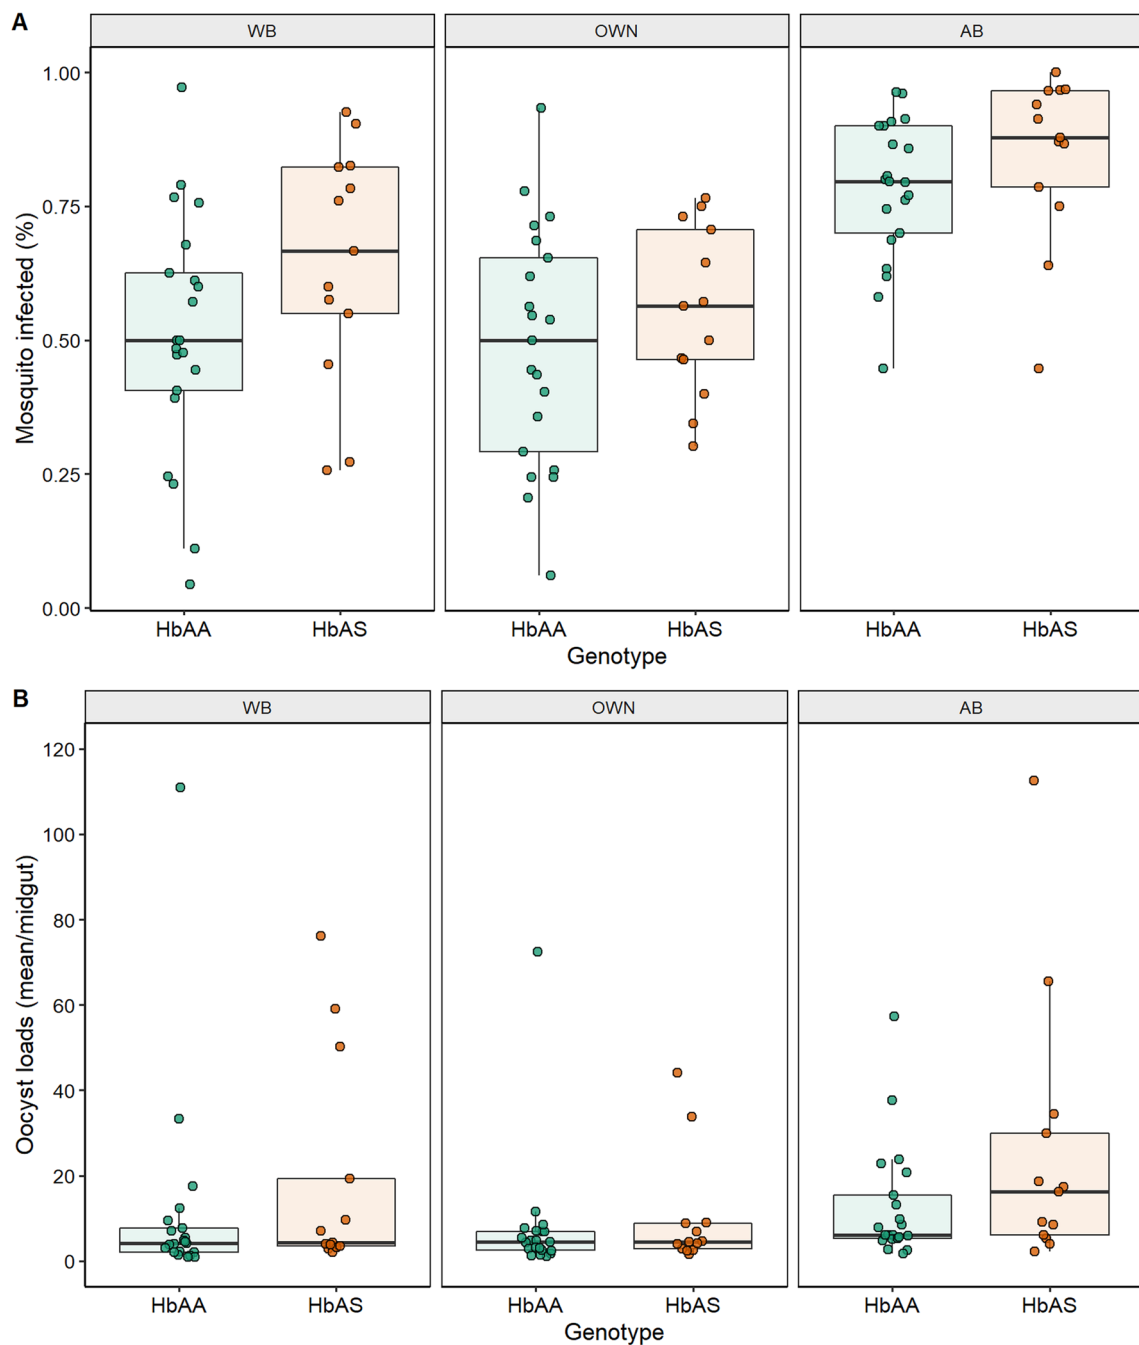 A
WB OWN AB
Mosquito infected (%)
1.00
0.75
0.50
0.25
0.00
HbAA HbAS HbAA HbAS HbAA HbAS
Genotype
B
WB OWN AB
Oocyst loads (mean/midgut)
120
100
80
60
40
20
0
HbAA HbAS HbAA HbAS HbAA HbAS
Genotype